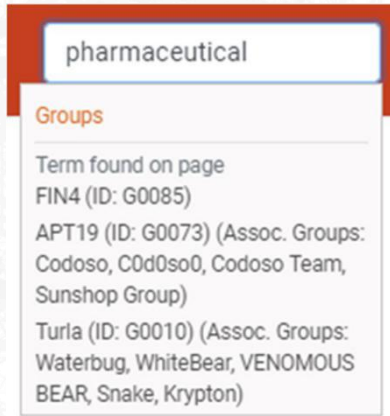 pharmaceutical
Groups
Term found on page
FIN4 (ID: G0085)
APT19 (ID: G0073) (Assoc. Groups:
Codoso, C0d0so0, Codoso Team,
Sunshop Group)
Turla (ID: G0010) (Assoc. Groups:
Waterbug, WhiteBear, VENOMOUS
BEAR, Snake, Krypton)